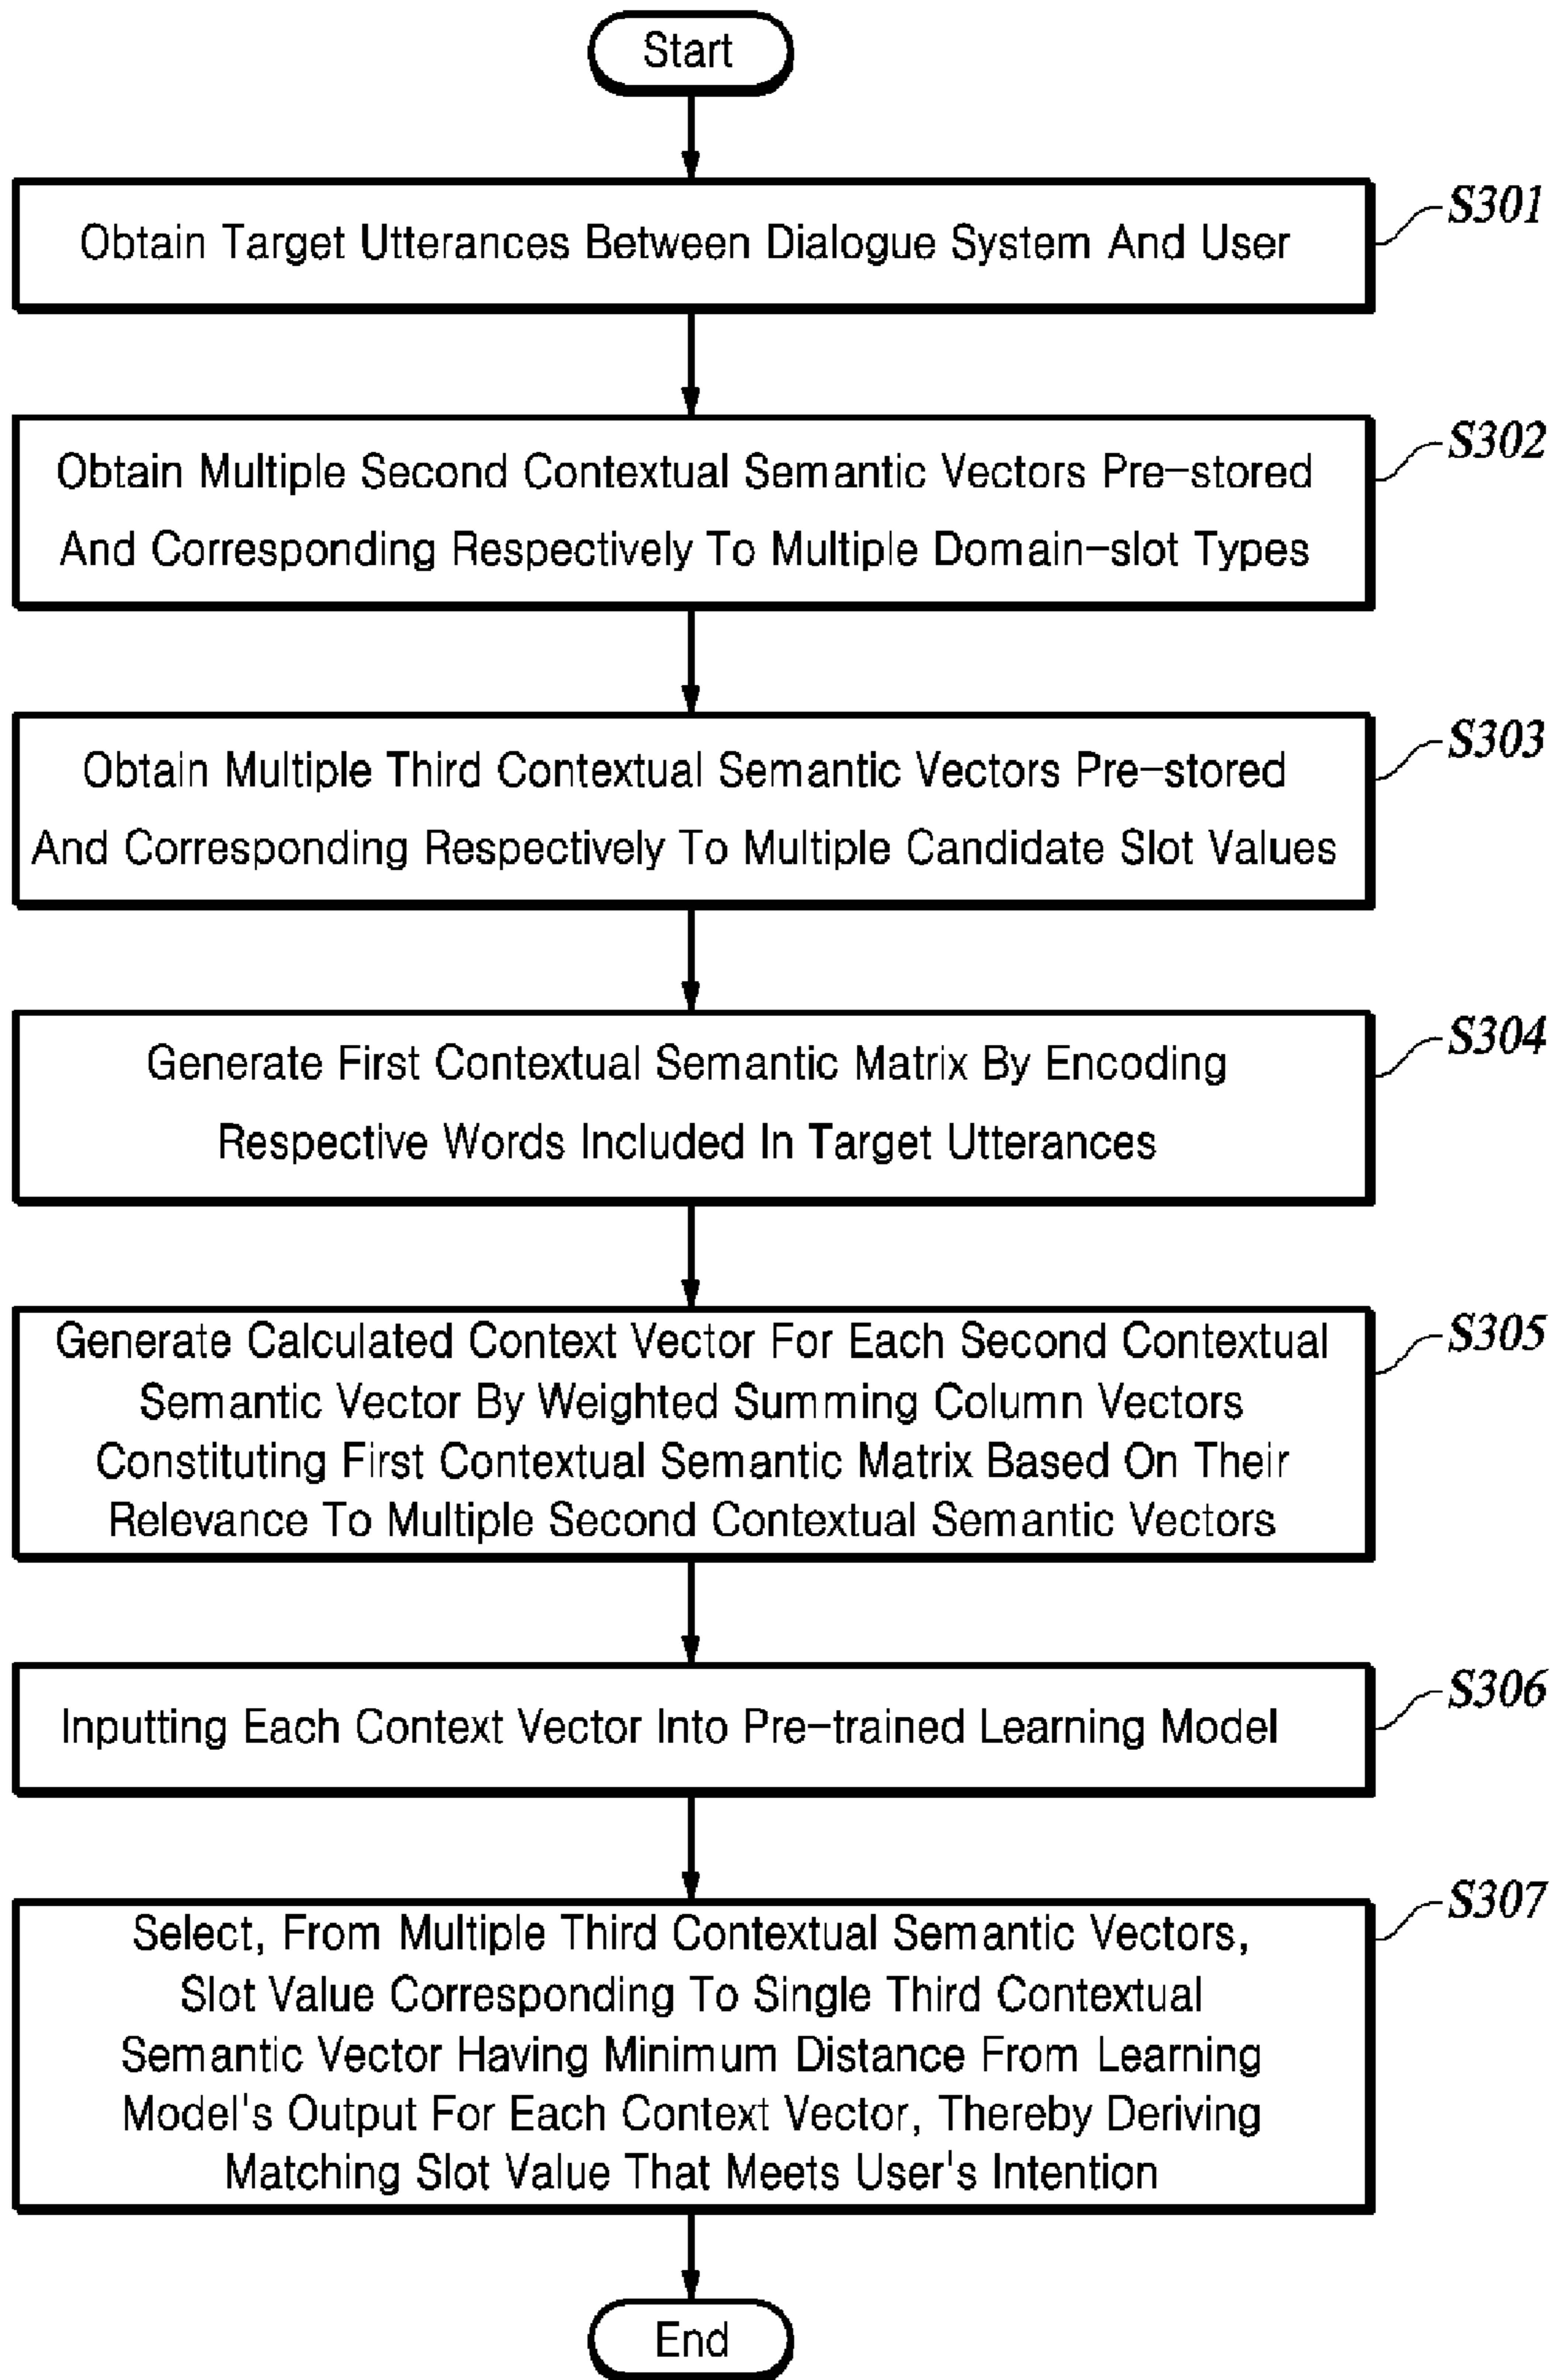 Start
Obtain Target Utterances Between Dialogue System And User
S301
Obtain Multiple Second Contextual Semantic Vectors Pre-stored
And Corresponding Respectively To Multiple Domain-slot Types
S302
Obtain Multiple Third Contextual Semantic Vectors Pre-stored
And Corresponding Respectively To Multiple Candidate Slot Values
S303
Generate First Contextual Semantic Matrix By Encoding
Respective Words Included In Target Utterances
S304
Generate Calculated Context Vector For Each Second Contextual
Semantic Vector By Weighted Summing Column Vectors
Constituting First Contextual Semantic Matrix Based On Their
Relevance To Multiple Second Contextual Semantic Vectors
S305
Inputting Each Context Vector Into Pre-trained Learning Model
S306
Select, From Multiple Third Contextual Semantic Vectors,
Slot Value Corresponding To Single Third Contextual
Semantic Vector Having Minimum Distance From Learning
Model's Output For Each Context Vector, Thereby Deriving
Matching Slot Value That Meets User's Intention
S307
End